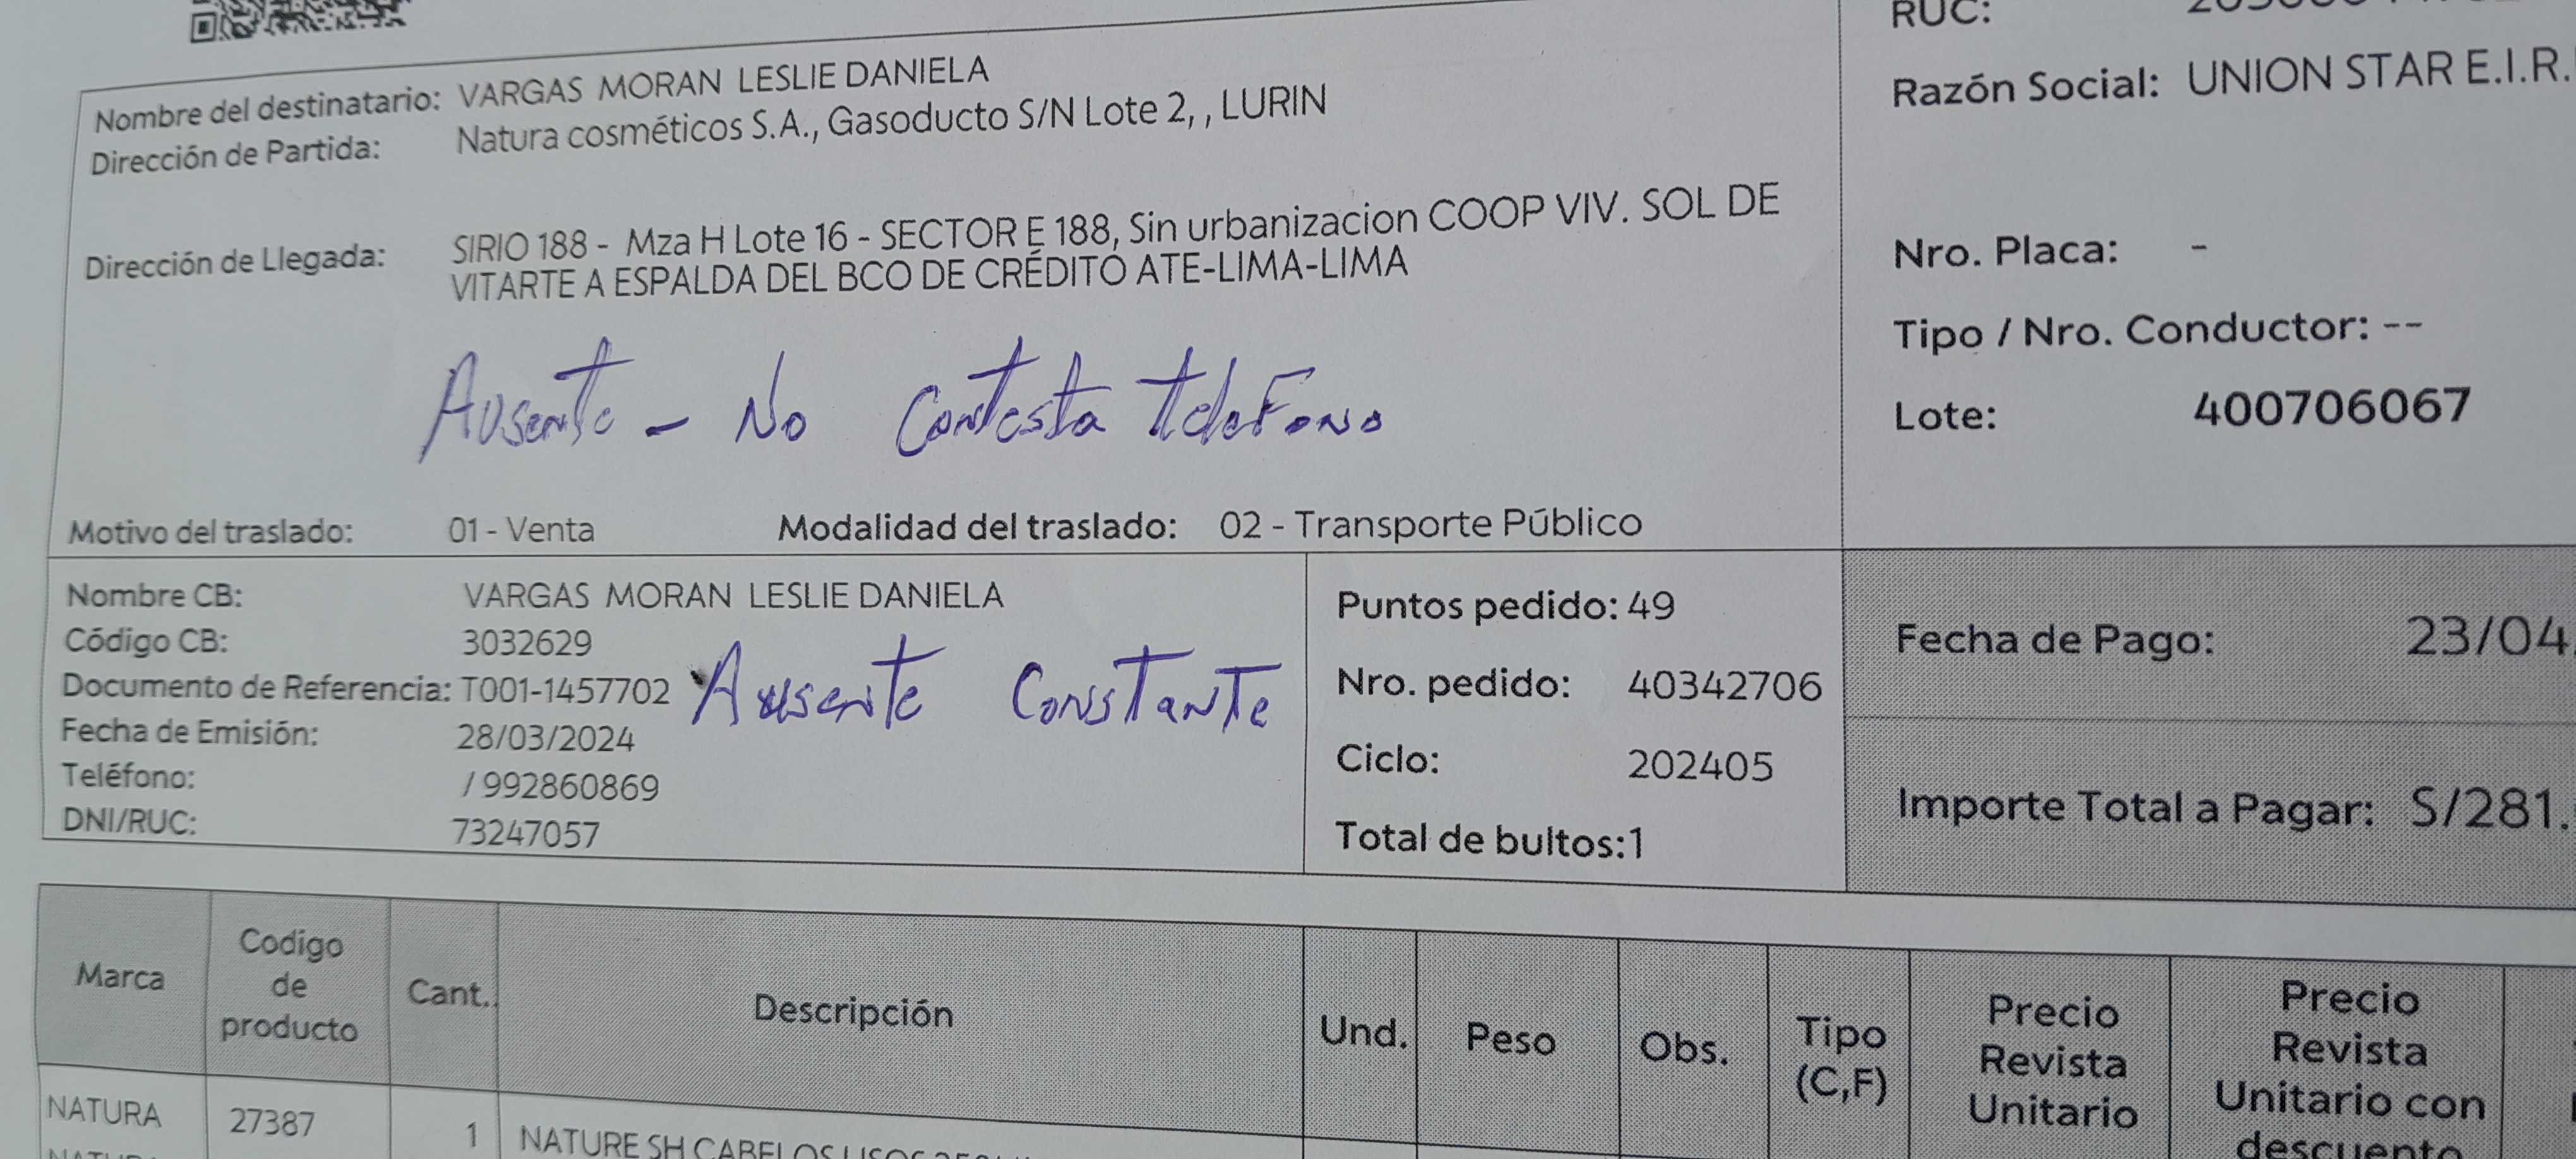 Nombre del destinatario: VARGAS MORAN LESLIE DANIELA
Dirección de Partida: Natura cosméticos S.A., Gasoducto S/N Lote 2, , LURIN
Dirección de Llegada: SIRIO 188 - Mza H Lote 16 - SECTOR E 188, Sin urbanizacion COOP VIV. SOL DE
VITARTE A ESPALDA DEL BCO DE CRÉDITO ATE-LIMA-LIMA
Ausente - No Contesta telefono
Motivo del traslado: 01 - Venta Modalidad del traslado: 02 - Transporte Público
RUC:
Razón Social: UNION STAR E.I.R.
Nro. Placa: -
Tipo / Nro. Conductor: --
Lote: 400706067
Nombre CB: VARGAS MORAN LESLIE DANIELA
Código CB: 3032629
Documento de Referencia: T001-1457702
Ausente Constante
Fecha de Emisión: 28/03/2024
Teléfono: / 992860869
DNI/RUC: 73247057
Puntos pedido: 49
Nro. pedido: 40342706
Ciclo: 202405
Total de bultos:1
Fecha de Pago: 23/04
Importe Total a Pagar: S/281.
Marca
Codigo
de
producto
Cant.
Descripción
Und.
Peso
Obs.
Tipo
(C,F)
Precio
Revista
Unitario
Precio
Revista
Unitario con
descuento
NATURA 27387 1 NATURE SH CABELOS LISOS